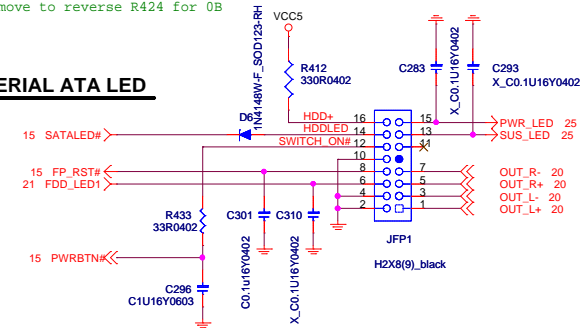 move to reverse R424 for 0B
ERIAL ATA LED
1N4148W-F_SOD123-RH
D6
VCC5
R412
330R0402
C283
X_C0.1U16Y0402
C293
X_C0.1U16Y0402
HDD+
HDDLED
SWITCH_ON#
15 SATALED#
15 FP_RST#
21 FDD_LED1
16
14
12
10
8
6
4
2
15
13
11
7
5
3
1
PWR_LED 25
SUS_LED 25
OUT_R- 20
OUT_R+ 20
OUT_L- 20
OUT_L+ 20
R433
33R0402
C301
C0.1u16Y0402
C310
X_C0.1U16Y0402
JFP1
H2X8(9)_black
15 PWRBTN#
C296
C1U16Y0603